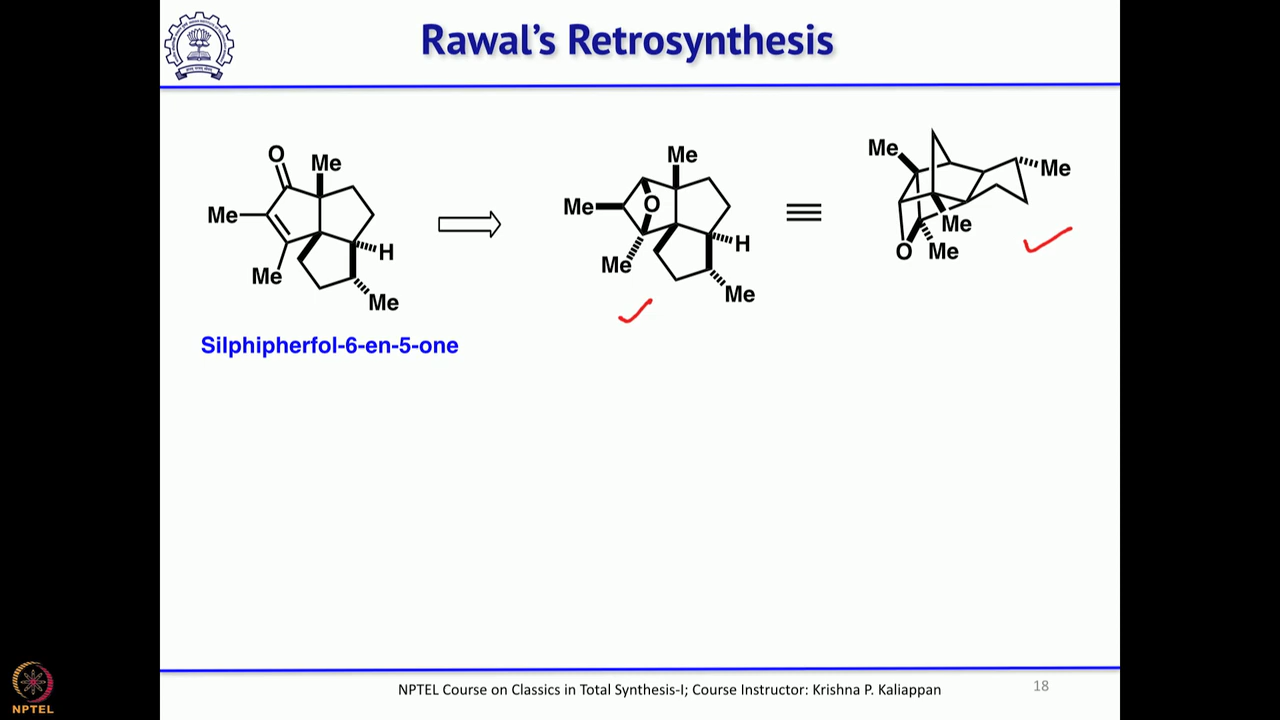 Rawal's Retrosynthesis
O
Me
Me
Me
H
Me
Me
Me
O
Me
H
Me
Me
Me
Me
O
Me
Silphipherfol-6-en-5-one
NPTEL Course on Classics in Total Synthesis-I; Course Instructor: Krishna P. Kaliappan
18
NPTEL